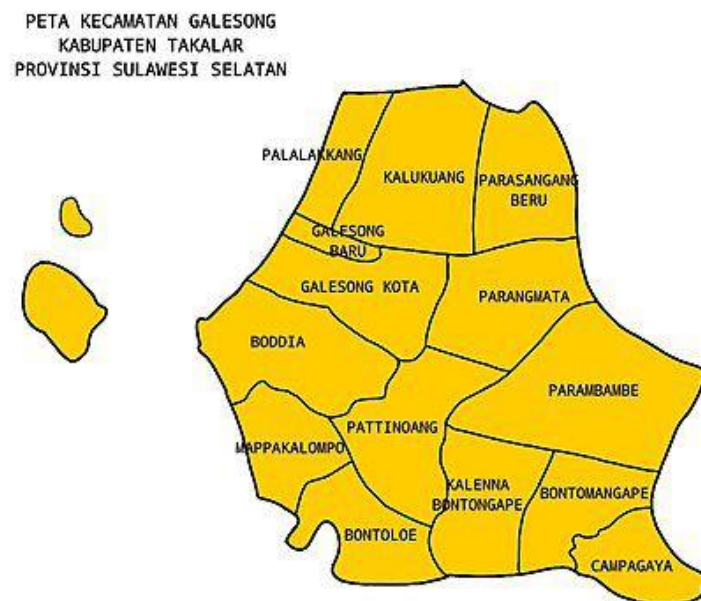 PETA KECAMATAN GALESONG
KABUPATEN TAKALAR
PROVINSI SULAWESI SELATAN
PALALAKKANG
KALUKUANG
PARASANGANG
BERU
GALESONG
BARU
GALESONG KOTA
PARANGMATA
BODDIA
PARAMBAMBE
PATTINOANG
MAPPAKALOMPO
KALENNA
BONTONGAPE
BONTOMANGAPE
BONTOLOE
CAMPAGAYA